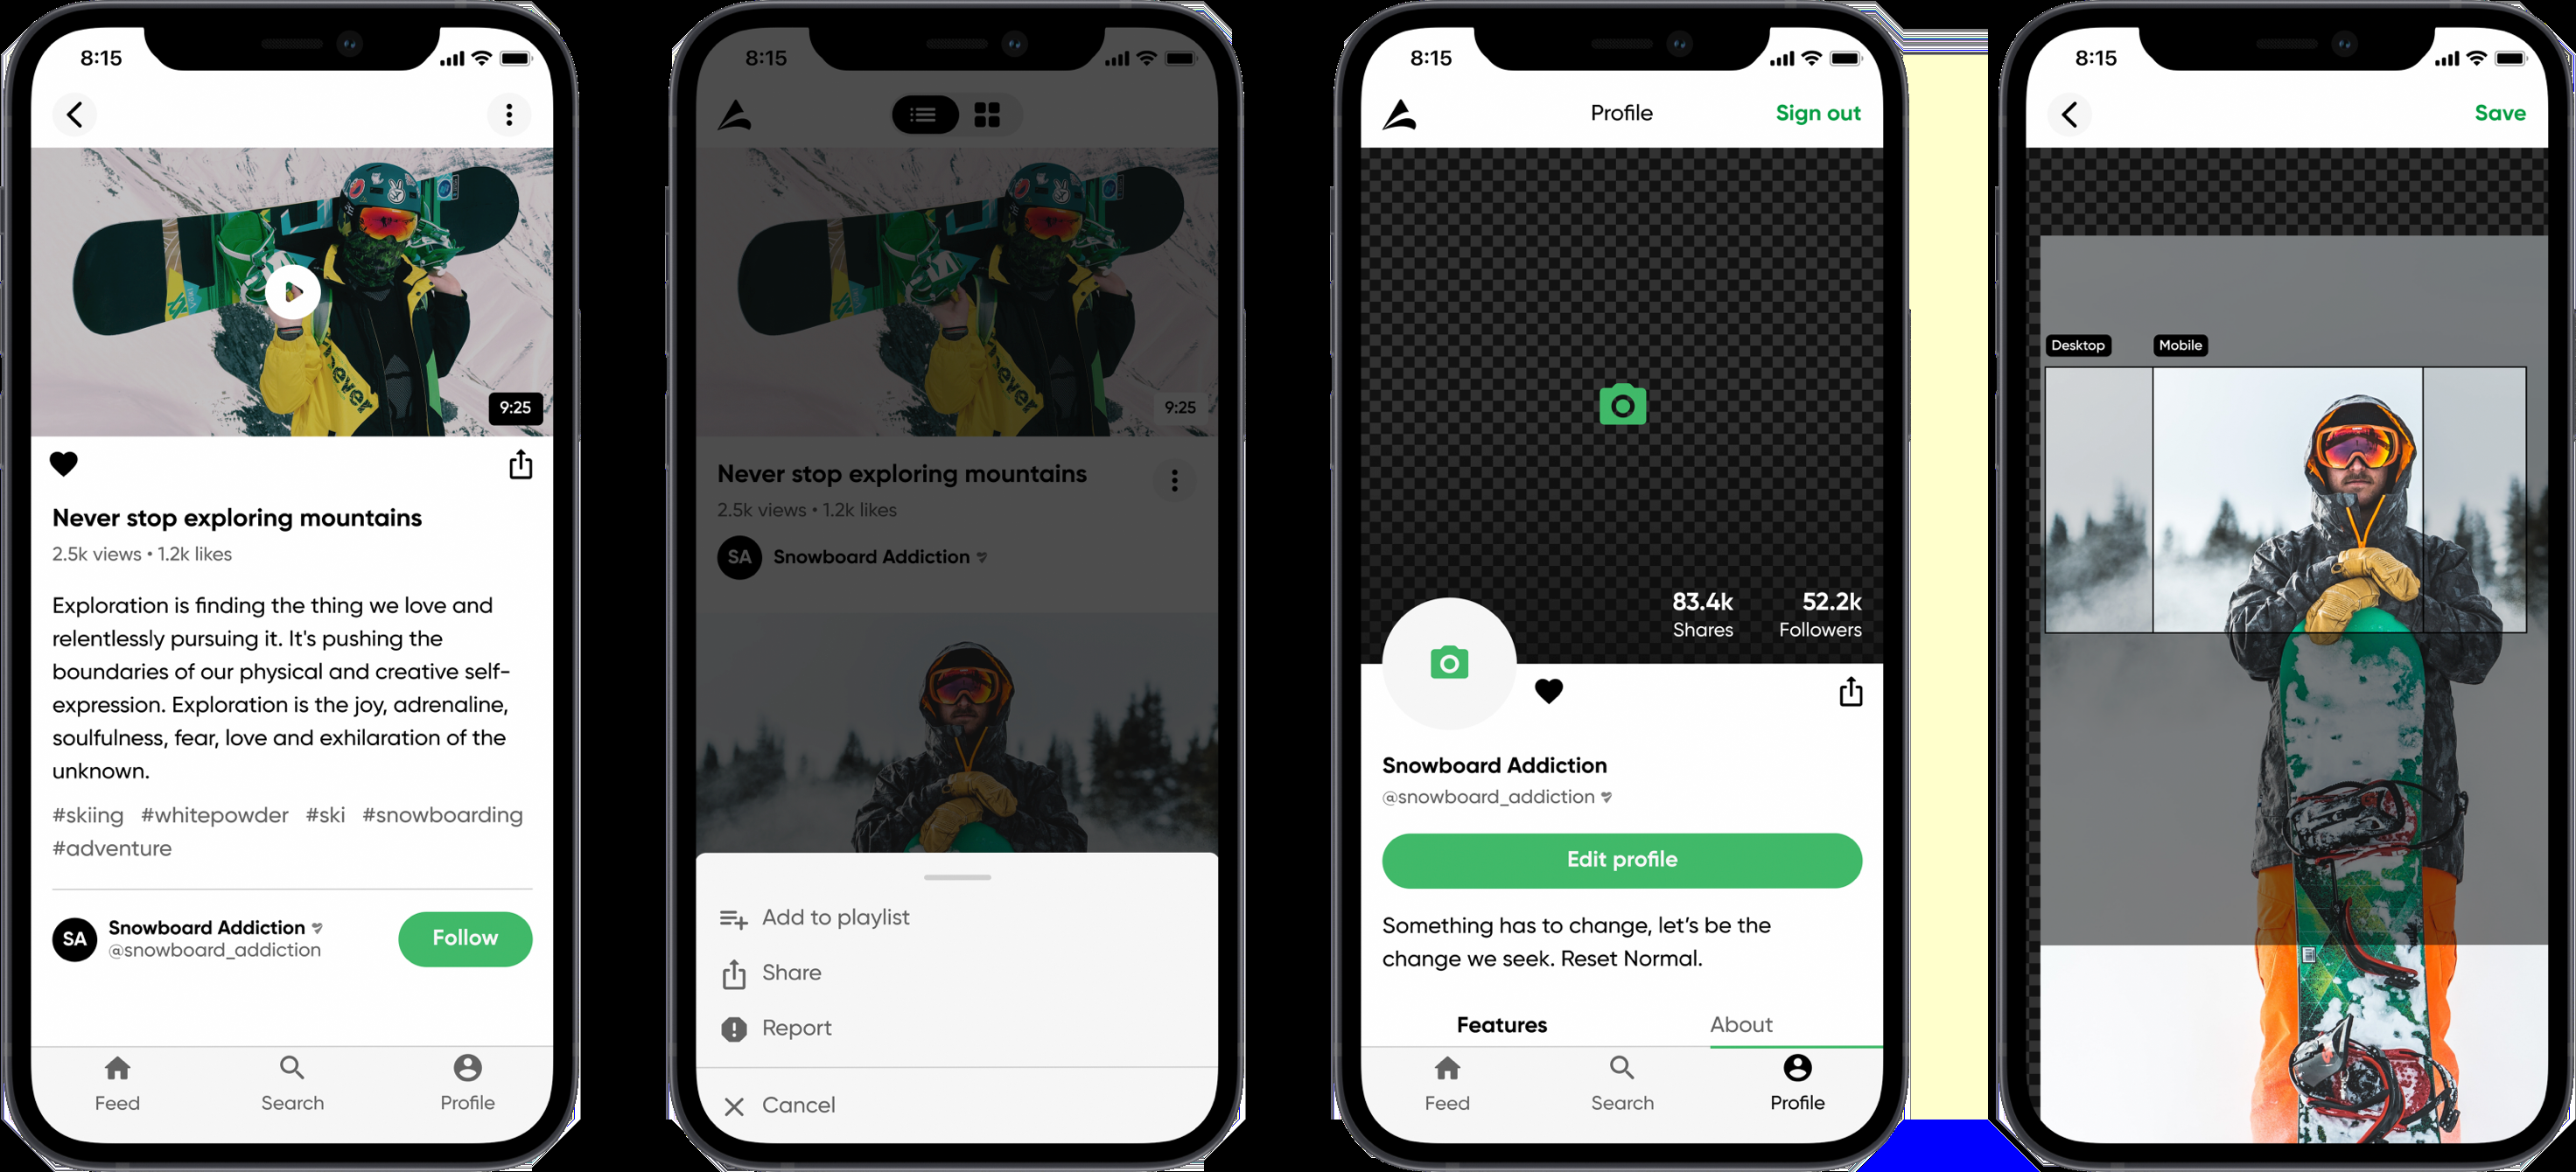 8:15
9:25
Never stop exploring mountains
2.5k views • 1.2k likes
Exploration is finding the thing we love and
relentlessly pursuing it. It's pushing the
boundaries of our physical and creative self-
expression. Exploration is the joy, adrenaline,
soulfulness, fear, love and exhilaration of the
unknown.
#skiing #whitepowder #ski #snowboarding
#adventure
SA
Snowboard Addiction
@snowboard_addiction
Follow
Feed Search Profile
8:15
9:25
Never stop exploring mountains
2.5k views • 1.2k likes
SA Snowboard Addiction
Add to playlist
Share
Report
Cancel
8:15
Profile Sign out
83.4k 52.2k
Shares Followers
Snowboard Addiction
@snowboard_addiction
Edit profile
Something has to change, let's be the
change we seek. Reset Normal.
Features About
Feed Search Profile
8:15
Save
Desktop Mobile